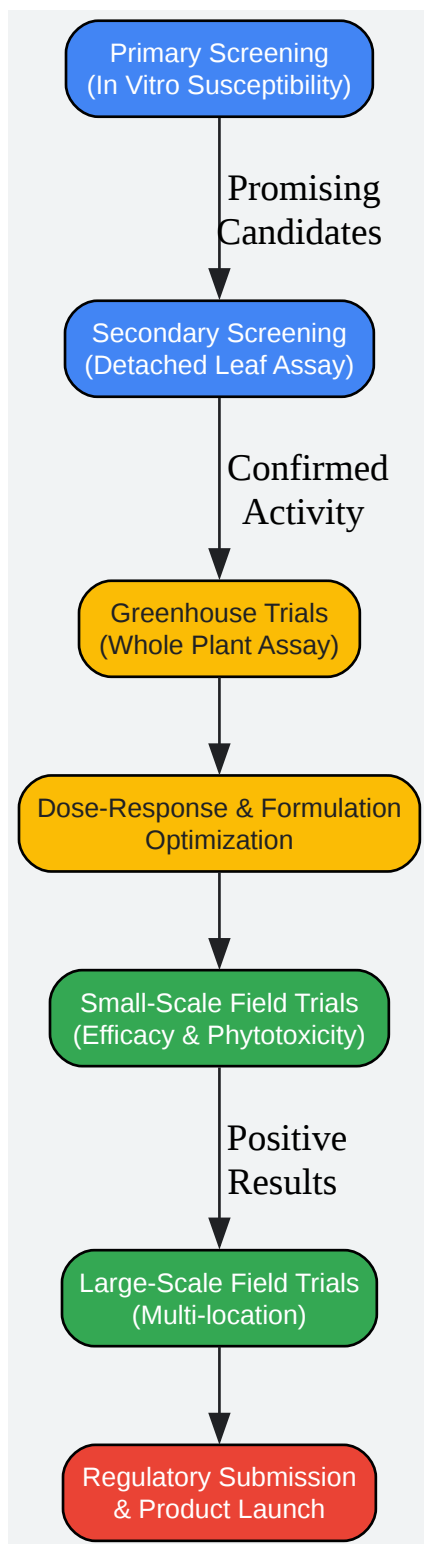 Primary Screening
(In Vitro Susceptibility)
Promising
Candidates
Secondary Screening
(Detached Leaf Assay)
Confirmed
Activity
Greenhouse Trials
(Whole Plant Assay)
Dose-Response & Formulation
Optimization
Small-Scale Field Trials
(Efficacy & Phytotoxicity)
Positive
Results
Large-Scale Field Trials
(Multi-location)
Regulatory Submission
& Product Launch